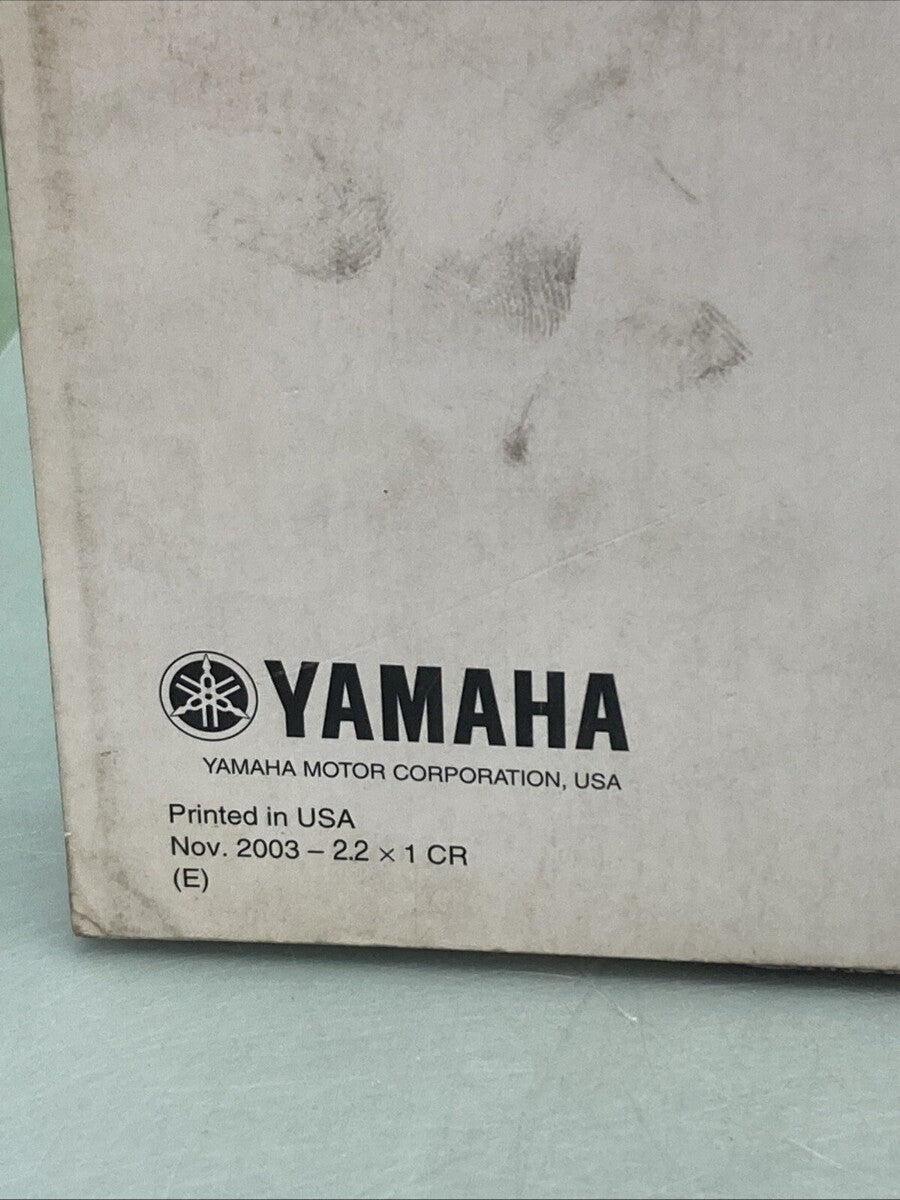 YAMAHA
YAMAHA MOTOR CORPORATION, USA
Printed in USA
Nov. 2003 – 2.2 × 1 CR
(E)